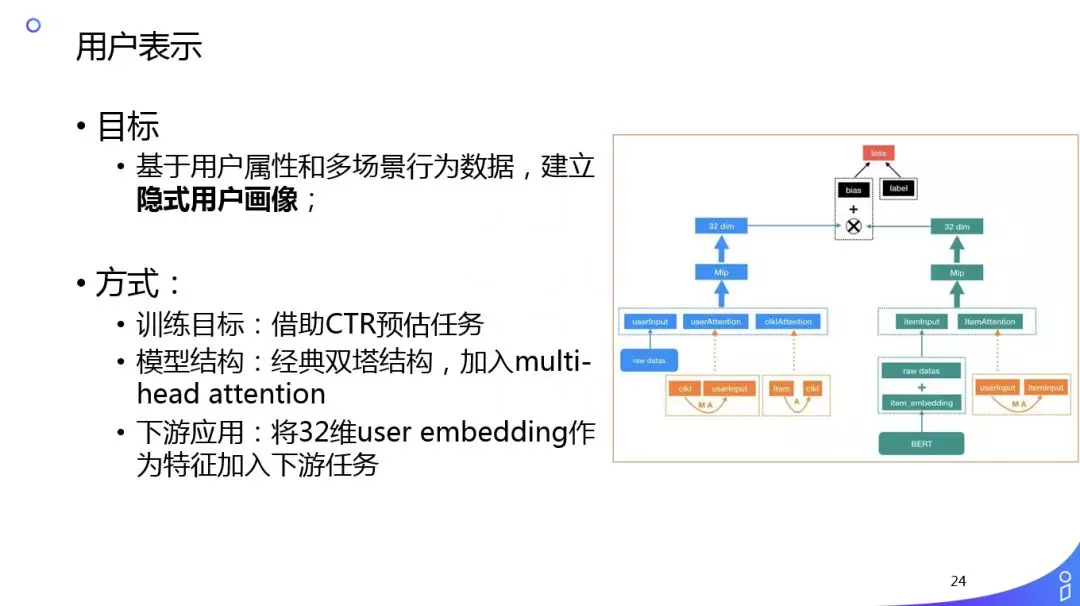 用户表示
• 目标
• 基于用户属性和多场景行为数据，建立
隐式用户画像；
• 方式：
• 训练目标：借助CTR预估任务
• 模型结构：经典双塔结构，加入multi-
head attention
• 下游应用：将32维user embedding作
为特征加入下游任务
loss
bias
label
+
32 dim
32 dim
Mlp
Mlp
userInput
userAttention
clklAttention
itemInput
ItemAttention
raw datas
clkl
userInput
M A
item
clkl
A
raw datas
+
item_embedding
userInput
itemInput
M A
BERT
24